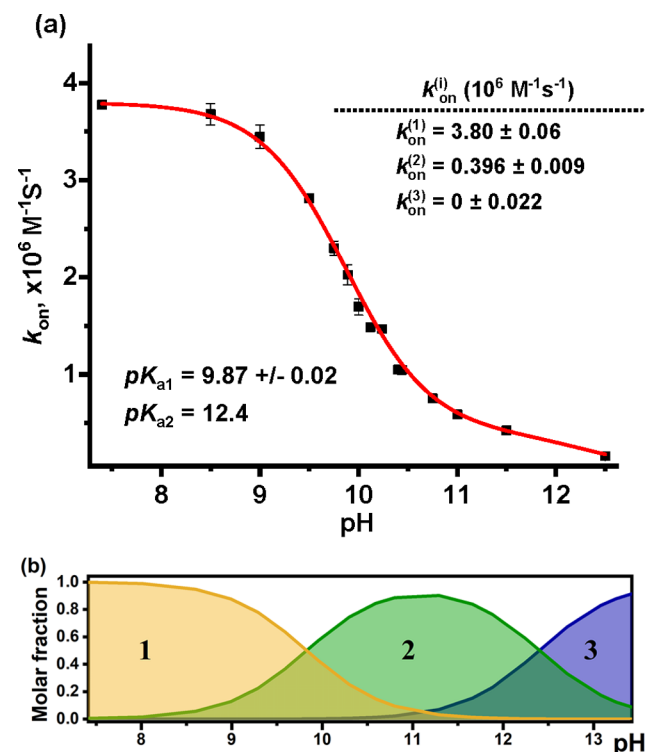 (a)
k_on^(i) (10^6 M^-1s^-1)
k_on^(1) = 3.80 ± 0.06
k_on^(2) = 0.396 ± 0.009
k_on^(3) = 0 ± 0.022
4
3
2
1
k_on, x10^6 M^-1S^-1
pK_a1 = 9.87 +/- 0.02
pK_a2 = 12.4
8 9 10 11 12
pH
(b)
1.0
0.8
0.6
0.4
0.2
0.0
Molar fraction
1 2 3
8 9 10 11 12 13 pH